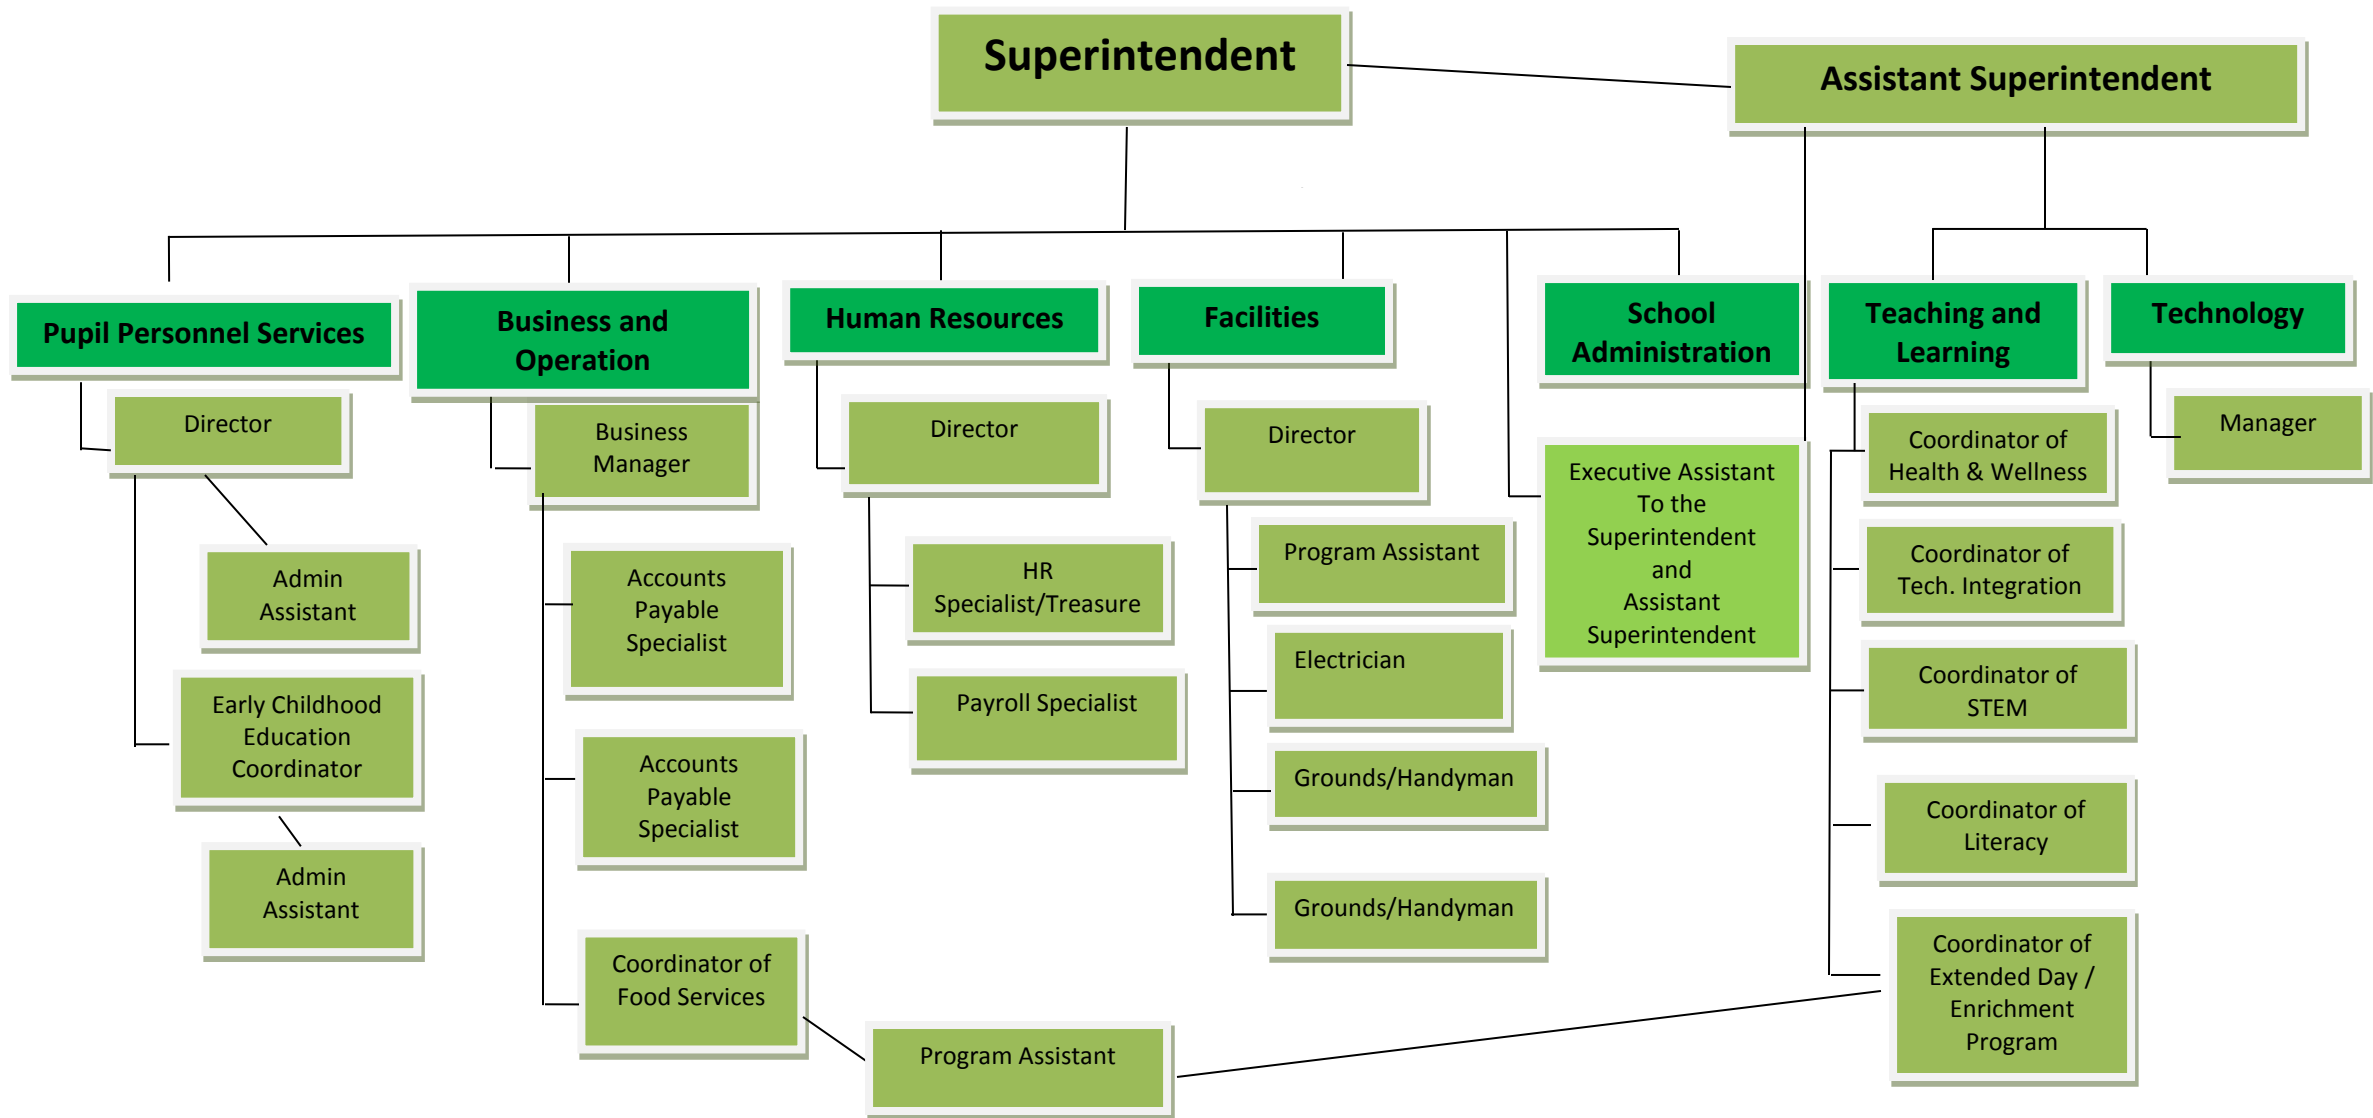 Superintendent
Assistant Superintendent
Pupil Personnel Services
Director
Admin
Assistant
Early Childhood
Education
Coordinator
Admin
Assistant
Business and
Operation
Business
Manager
Accounts
Payable
Specialist
Accounts
Payable
Specialist
Coordinator of
Food Services
Program Assistant
Human Resources
Director
HR
Specialist/Treasure
Payroll Specialist
Facilities
Director
Program Assistant
Electrician
Grounds/Handyman
Grounds/Handyman
School
Administration
Executive Assistant
To the
Superintendent
and
Assistant
Superintendent
Teaching and
Learning
Coordinator of
Health & Wellness
Coordinator of
Tech. Integration
Coordinator of
STEM
Coordinator of
Literacy
Coordinator of
Extended Day /
Enrichment
Program
Technology
Manager